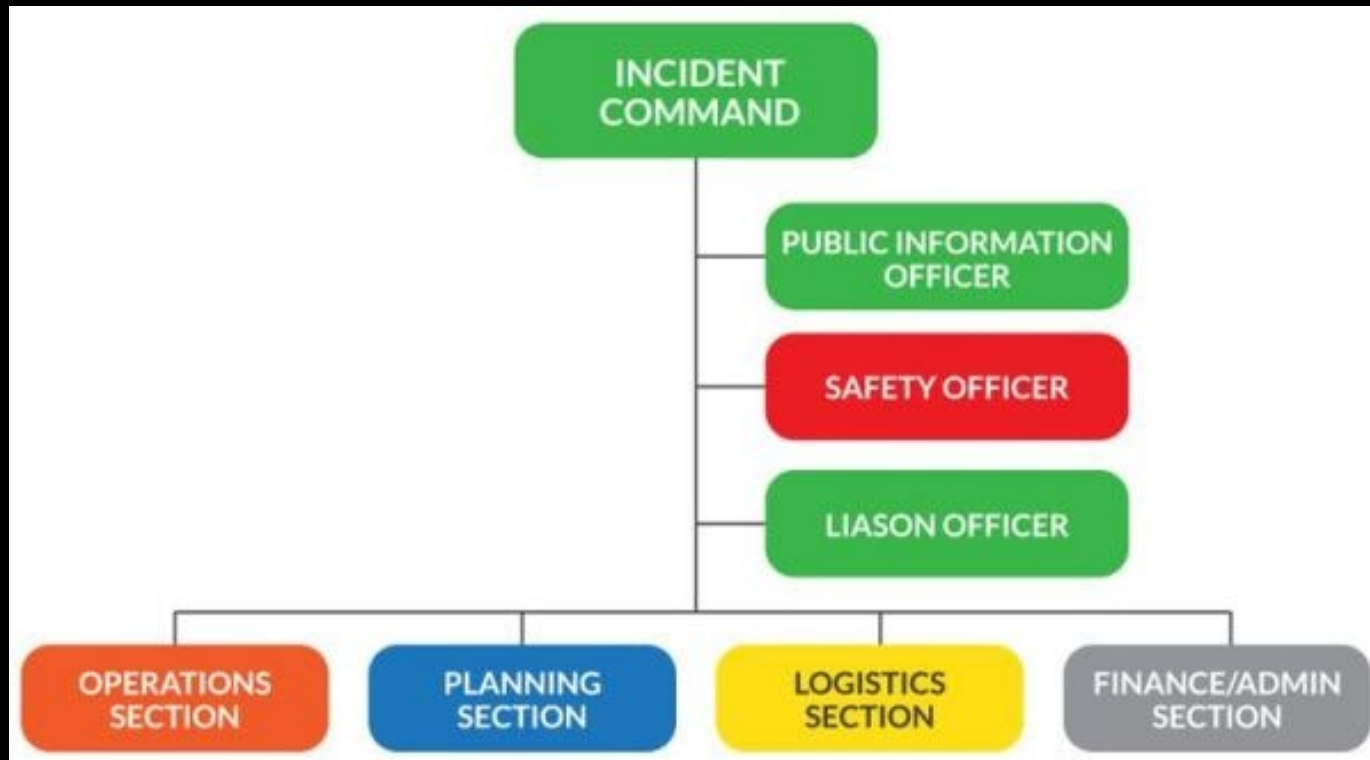 INCIDENT
COMMAND
PUBLIC INFORMATION
OFFICER
SAFETY OFFICER
LIASON OFFICER
OPERATIONS
SECTION
PLANNING
SECTION
LOGISTICS
SECTION
FINANCE/ADMIN
SECTION